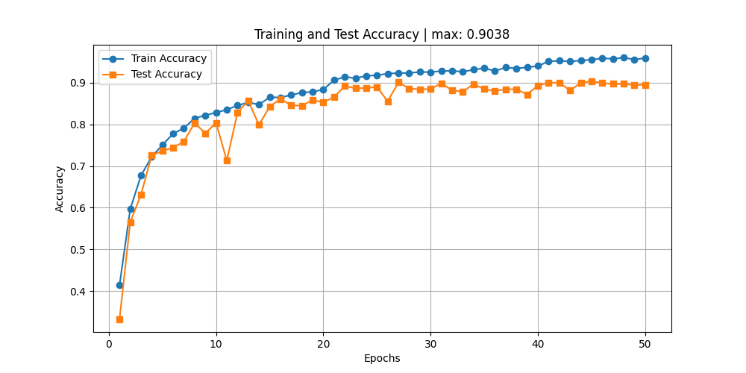 Training and Test Accuracy | max: 0.9038
Train Accuracy
Test Accuracy
0.9
0.8
0.7
0.6
0.5
0.4
Accuracy
0 10 20 30 40 50
Epochs